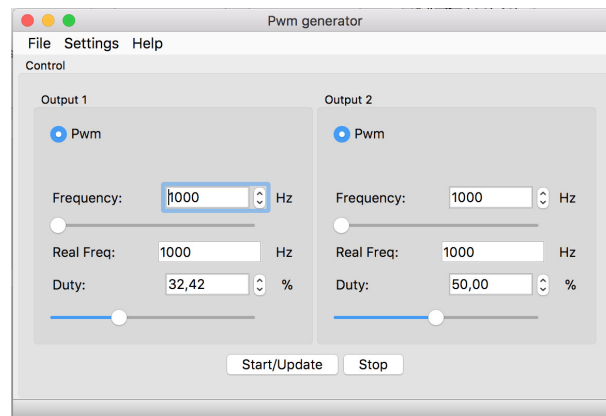 Pwm generator
File Settings Help
Control
Output 1
Pwm
Frequency: 1000 Hz
Real Freq: 1000 Hz
Duty: 32,42 %
Output 2
Pwm
Frequency: 1000 Hz
Real Freq: 1000 Hz
Duty: 50,00 %
Start/Update Stop